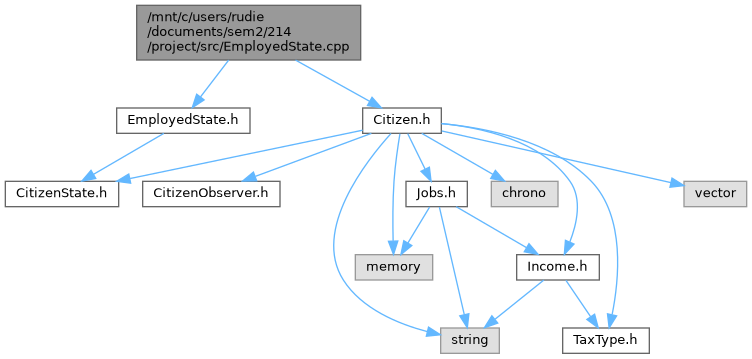 /mnt/c/users/rudie
/documents/sem2/214
/project/src/EmployedState.cpp
EmployedState.h
Citizen.h
CitizenState.h
CitizenObserver.h
Jobs.h
chrono
vector
memory
Income.h
string
TaxType.h